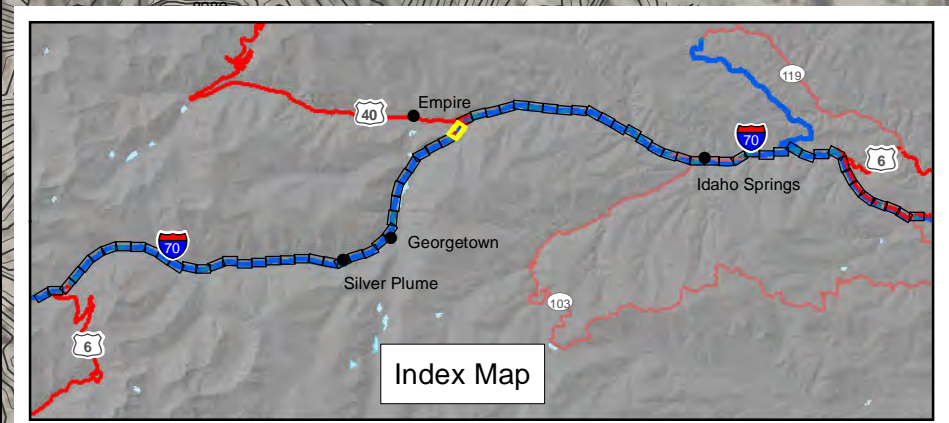 119
Empire
40
70
6
Idaho Springs
Georgetown
70
Silver Plume
103
6
Index Map